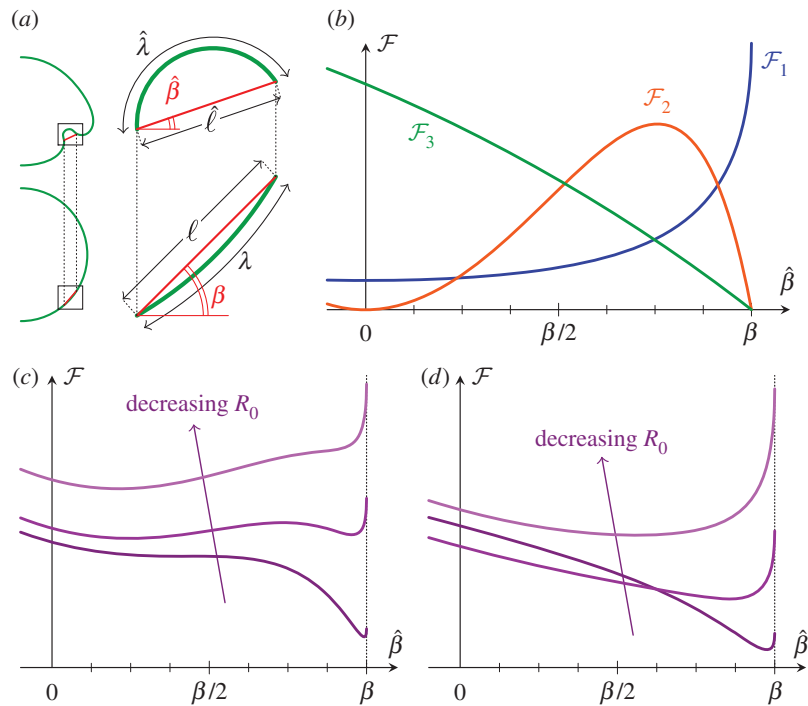 (a)
λ̂
β̂
ℓ̂
ℓ
λ
β
(b)
ℱ
ℱ₁
ℱ₂
ℱ₃
β̂
0
β/2
β
(c)
ℱ
decreasing R₀
β̂
0
β/2
β
(d)
ℱ
decreasing R₀
β̂
0
β/2
β